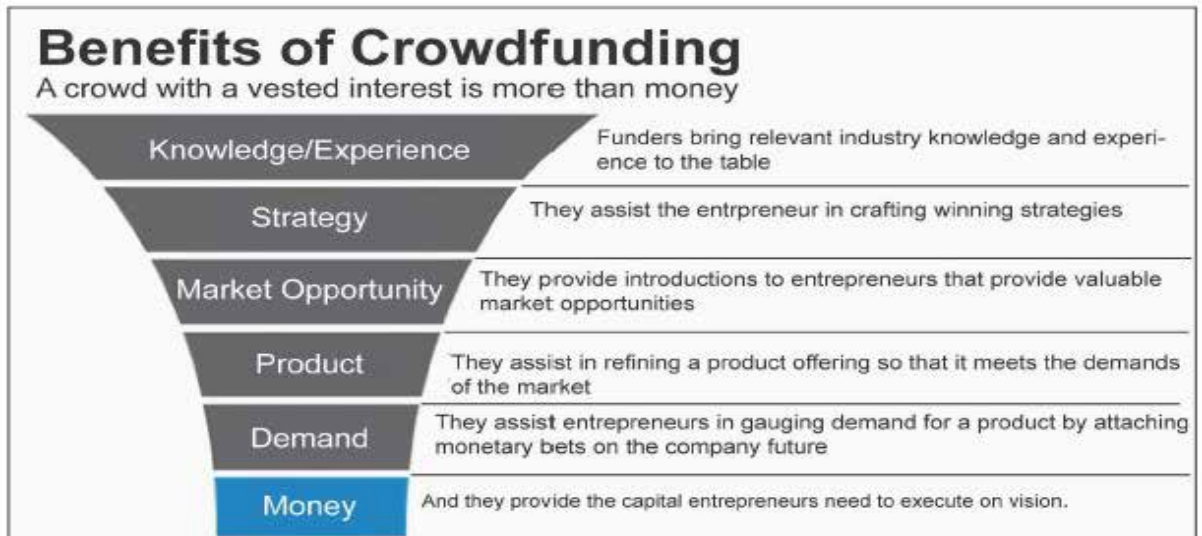 Benefits of Crowdfunding
A crowd with a vested interest is more than money
Knowledge/Experience
Funders bring relevant industry knowledge and experi-
ence to the table
Strategy
They assist the entrpreneur in crafting winning strategies
Market Opportunity
They provide introductions to entrepreneurs that provide valuable
market opportunities
Product
They assist in refining a product offering so that it meets the demands
of the market
Demand
They assist entrepreneurs in gauging demand for a product by attaching
monetary bets on the company future
Money
And they provide the capital entrepreneurs need to execute on vision.